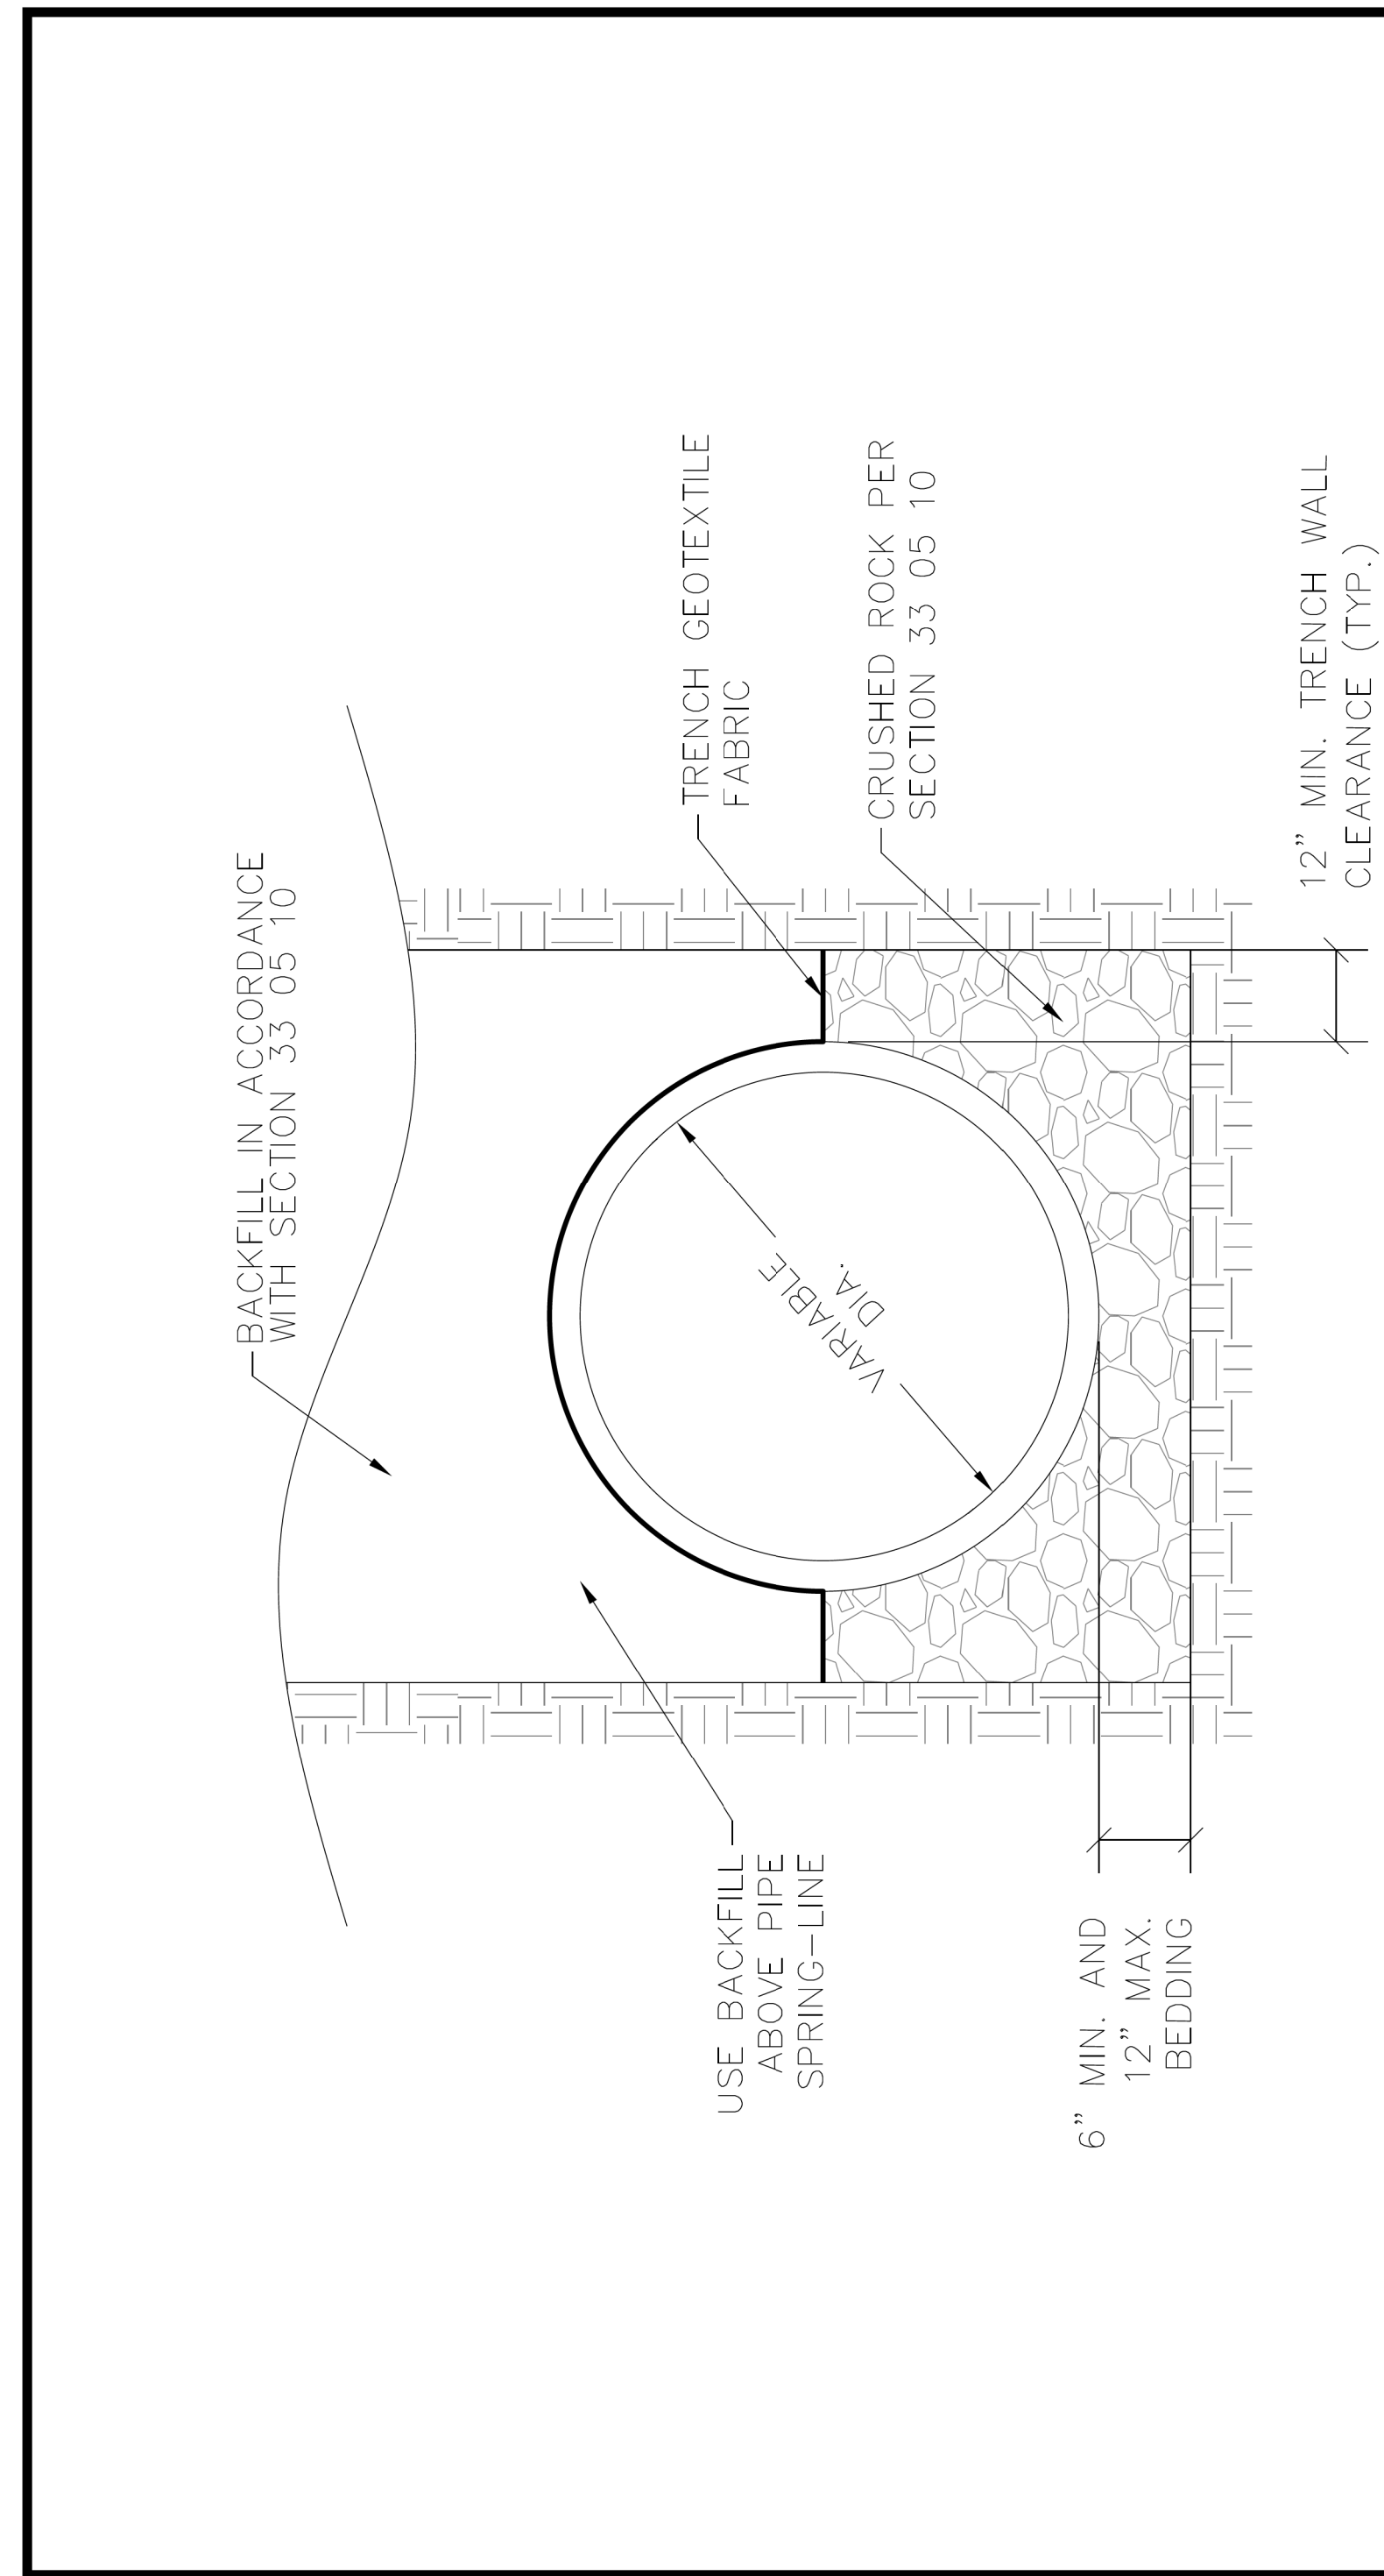 BACKFILL IN ACCORDANCE
WITH SECTION 33 05 10
TRENCH GEOTEXTILE
FABRIC
USE BACKFILL
ABOVE PIPE
SPRING-LINE
VARIABLE
DIA.
CRUSHED ROCK PER
SECTION 33 05 10
6" MIN. AND
12" MAX.
BEDDING
12" MIN. TRENCH WALL
CLEARANCE (TYP.)